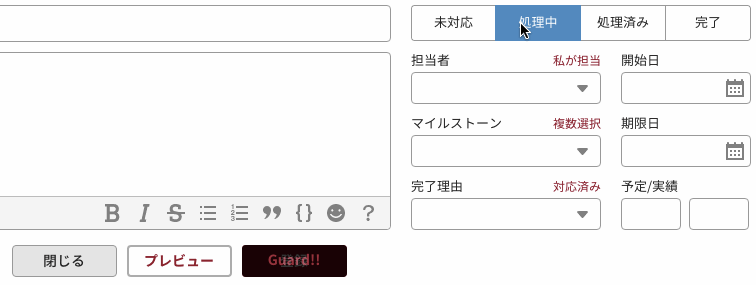 未対応 処理中 処理済み 完了
担当者 私が担当 開始日
マイルストーン 複数選択 期限日
完了理由 対応済み 予定/実績
B I S 1 2 3 {} ?
閉じる プレビュー Guard!!